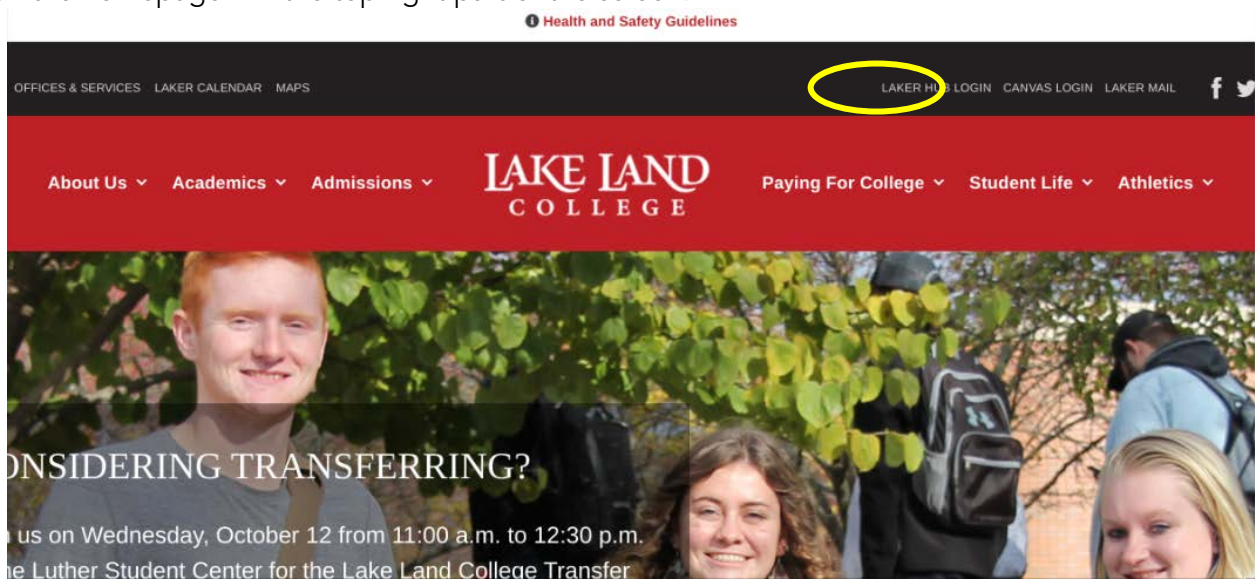 Health and Safety Guidelines
OFFICES & SERVICES LAKER CALENDAR MAPS LAKER HUB LOGIN CANVAS LOGIN LAKER MAIL
About Us Academics Admissions LAKE LAND COLLEGE Paying For College Student Life Athletics
CONSIDERING TRANSFERRING?
us on Wednesday, October 12 from 11:00 a.m. to 12:30 p.m.
Luther Student Center for the Lake Land College Transfer